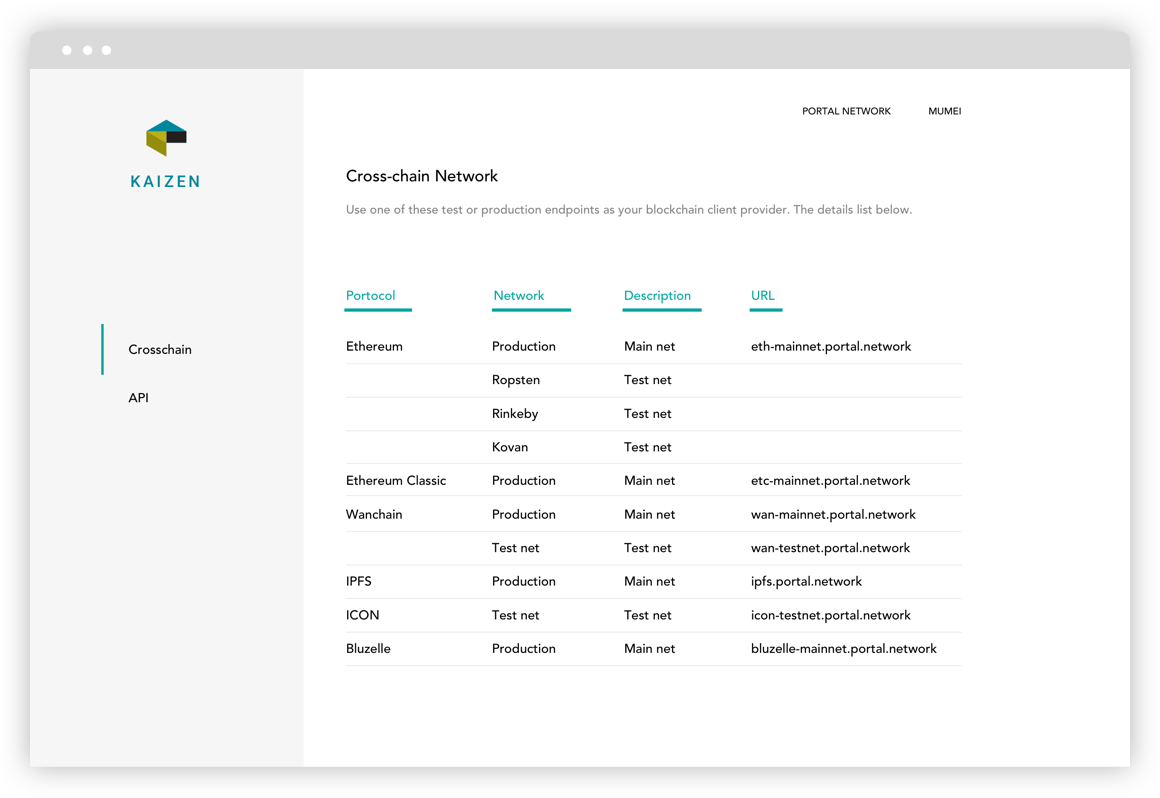 PORTAL NETWORK MUMEI
KAIZEN
Crosschain
API
Cross-chain Network
Use one of these test or production endpoints as your blockchain client provider. The details list below.
Portocol Network Description URL
Ethereum Production Main net eth-mainnet.portal.network
Ropsten Test net
Rinkeby Test net
Kovan Test net
Ethereum Classic Production Main net etc-mainnet.portal.network
Wanchain Production Main net wan-mainnet.portal.network
Test net Test net wan-testnet.portal.network
IPFS Production Main net ipfs.portal.network
ICON Test net Test net icon-testnet.portal.network
Bluzelle Production Main net bluzelle-mainnet.portal.network